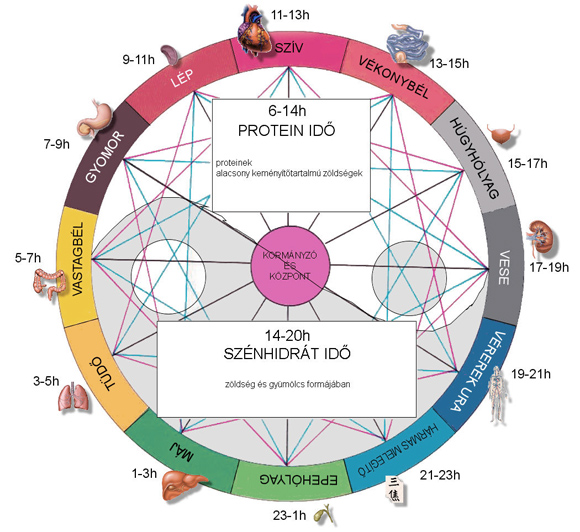 11-13h
SZÍV
13-15h
VÉKONYBÉL
15-17h
HÚGYHÓLYAG
17-19h
VESE
19-21h
VÉREREK URA
21-23h
HÁRMAS MELEGÍTŐ
三焦
23-1h
EPEHÓLYAG
1-3h
MÁJ
3-5h
TÜDŐ
5-7h
VASTAGBÉL
7-9h
GYOMOR
9-11h
LÉP
6-14h
PROTEIN IDŐ
proteinek
alacsony keményítőtartalmú zöldségek
KORMÁNYZÓ
ÉS
KÖZPONT
14-20h
SZÉNHIDRÁT IDŐ
zöldség és gyümölcs formájában